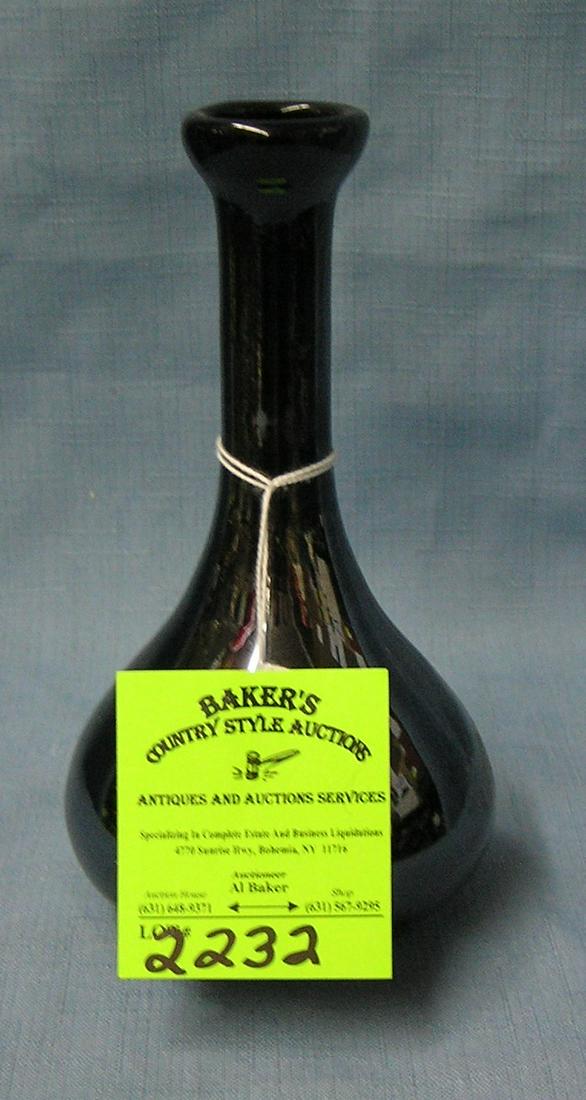 BAKER'S
COUNTRY STYLE AUCTIONS
ANTIQUES AND AUCTIONS SERVICES
Specializing In Complete Estate And Business Liquidations
4770 Sunrise Hwy, Bohemia, NY 11716
Auctioneer
Al Baker
Auction House Shop
(631) 648-9371 (631) 567-9295
LOT#
2232